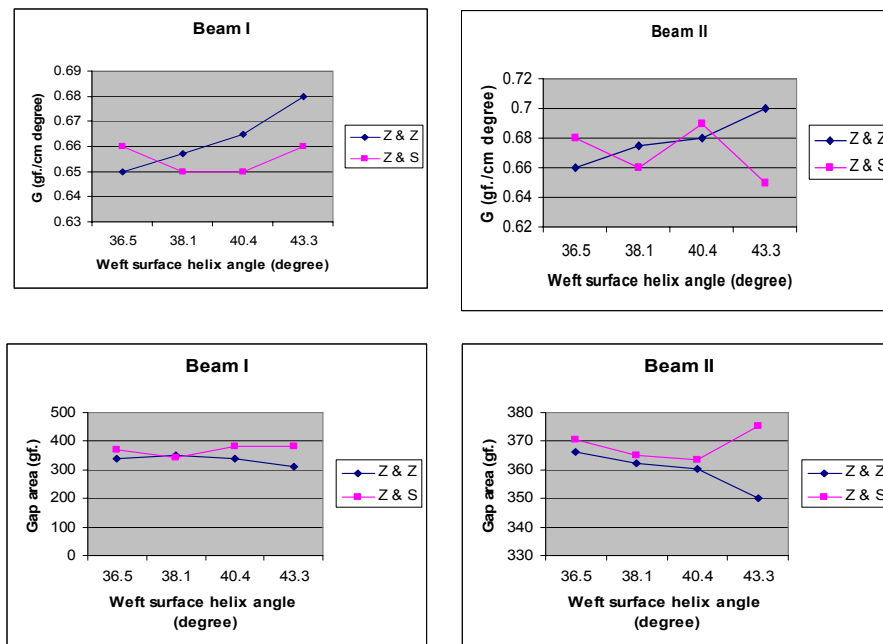 Beam I
G (gf./cm degree)
0.69
0.68
0.67
0.66
0.65
0.64
0.63
36.5 38.1 40.4 43.3
Weft surface helix angle (degree)
Z & Z
Z & S
Beam II
G (gf./cm degree)
0.72
0.7
0.68
0.66
0.64
0.62
36.5 38.1 40.4 43.3
Weft surface helix angle (degree)
Z & Z
Z & S
Beam I
Gap area (gf.)
500
400
300
200
100
0
36.5 38.1 40.4 43.3
Weft surface helix angle
(degree)
Z & Z
Z & S
Beam II
Gap area (gf.)
380
370
360
350
340
330
36.5 38.1 40.4 43.3
Weft surface helix angle
(degree)
Z & Z
Z & S